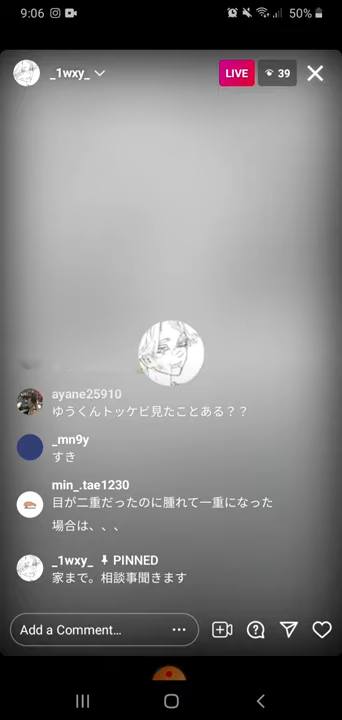 9:06
50%
_1wxy_
LIVE
39
ayane25910
ゆうくんトッケビ見たことある？？
_mn9y
すき
min_.tae1230
目が二重だったのに腫れて一重になった
場合は、、、
_1wxy_ PINNED
家まで。相談事聞きます
Add a Comment...